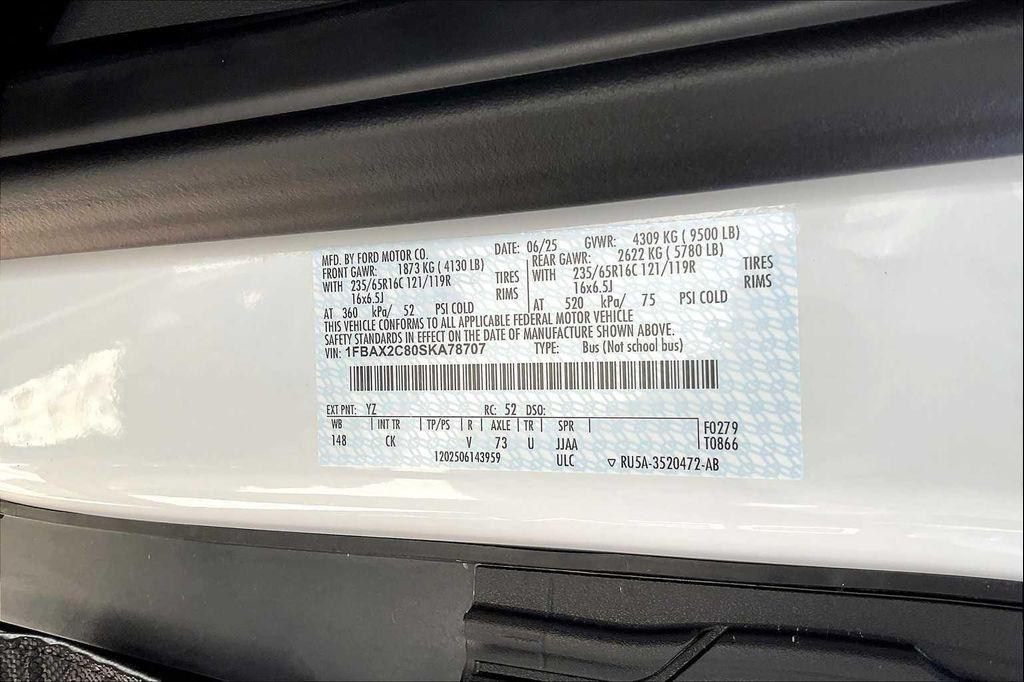 MFD. BY FORD MOTOR CO. DATE: 06/25 GVWR: 4309 KG ( 9500 LB)
FRONT GAWR: 1873 KG ( 4130 LB) REAR GAWR: 2622 KG ( 5780 LB)
WITH 235/65R16C 121/119R TIRES WITH 235/65R16C 121/119R TIRES
16x6.5J RIMS 16x6.5J RIMS
AT 360 kPa/ 52 PSI COLD AT 520 kPa/ 75 PSI COLD
THIS VEHICLE CONFORMS TO ALL APPLICABLE FEDERAL MOTOR VEHICLE
SAFETY STANDARDS IN EFFECT ON THE DATE OF MANUFACTURE SHOWN ABOVE.
VIN: 1FBAX2C80SKA78707 TYPE: Bus (Not school bus)
EXT PNT: YZ RC: 52 DSO:
WB INT TR TP/PS R AXLE TR SPR F0279
148 CK V 73 U JJAA T0866
1202506143959 ULC ▽ RU5A-3520472-AB